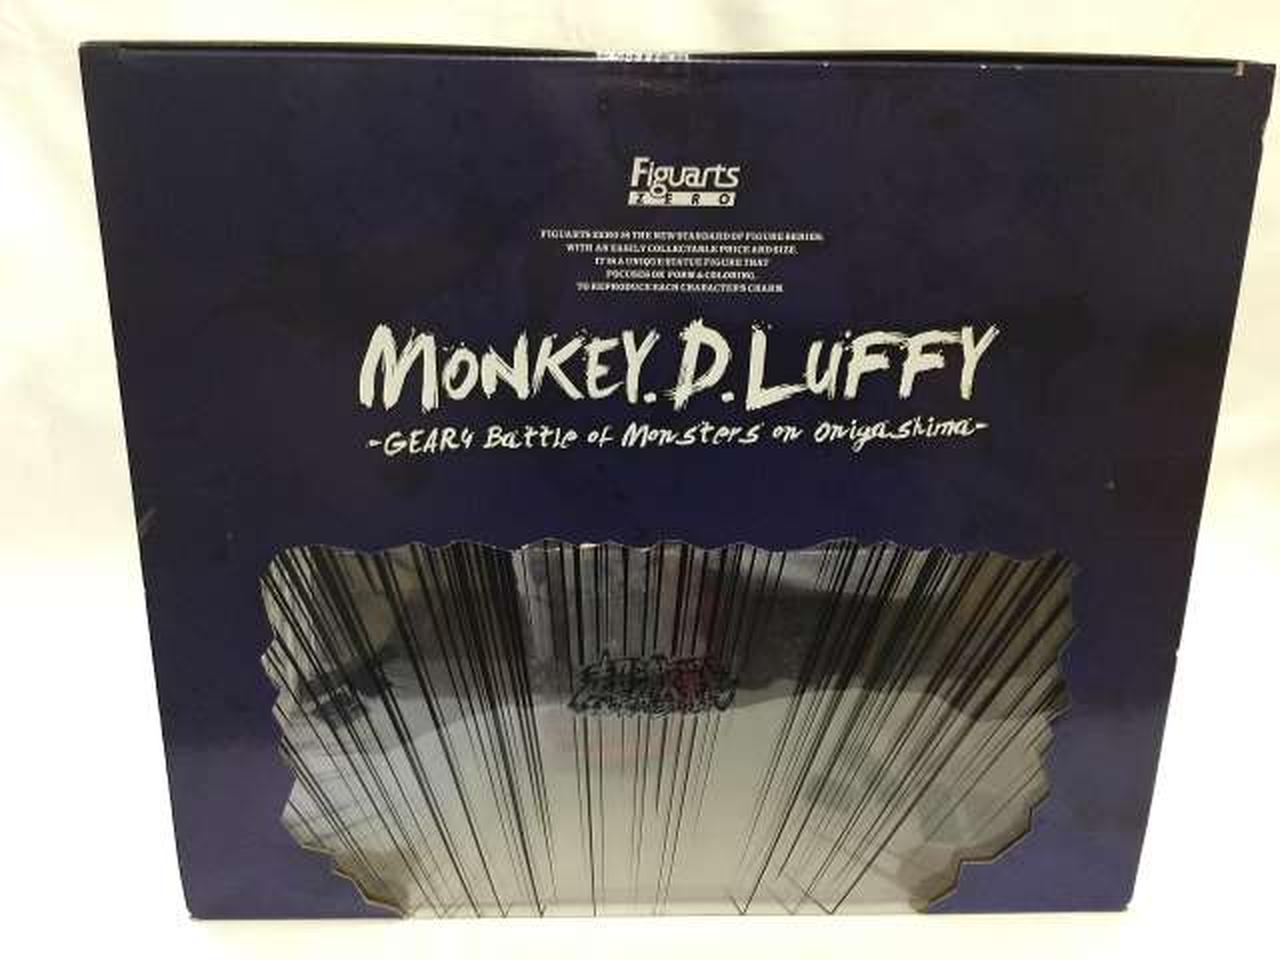 Figuarts
ZERO
FIGUARTS ZERO IS THE NEW STANDARD OF FIGURE SERIES:
WITH AN EASILY COLLECTABLE PRICE AND SIZE.
IT IS A UNIQUE STATUE FIGURE THAT
FOCUSES ON FORM & COLORING,
TO REPRODUCE EACH CHARACTER'S CHARM.
MONKEY.D.LUFFY
-GEAR4 Battle of Monsters on Onigashima-